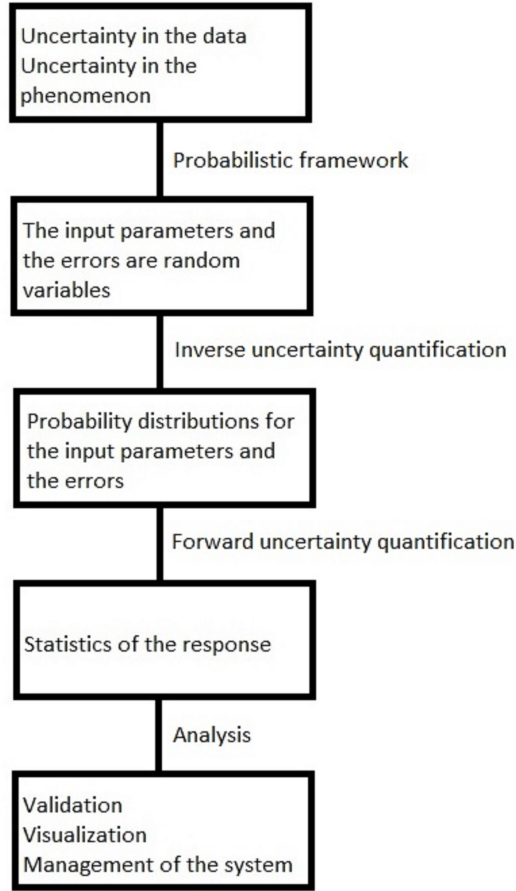 Uncertainty in the data
Uncertainty in the
phenomenon
Probabilistic framework
The input parameters and
the errors are random
variables
Inverse uncertainty quantification
Probability distributions for
the input parameters and
the errors
Forward uncertainty quantification
Statistics of the response
Analysis
Validation
Visualization
Management of the system